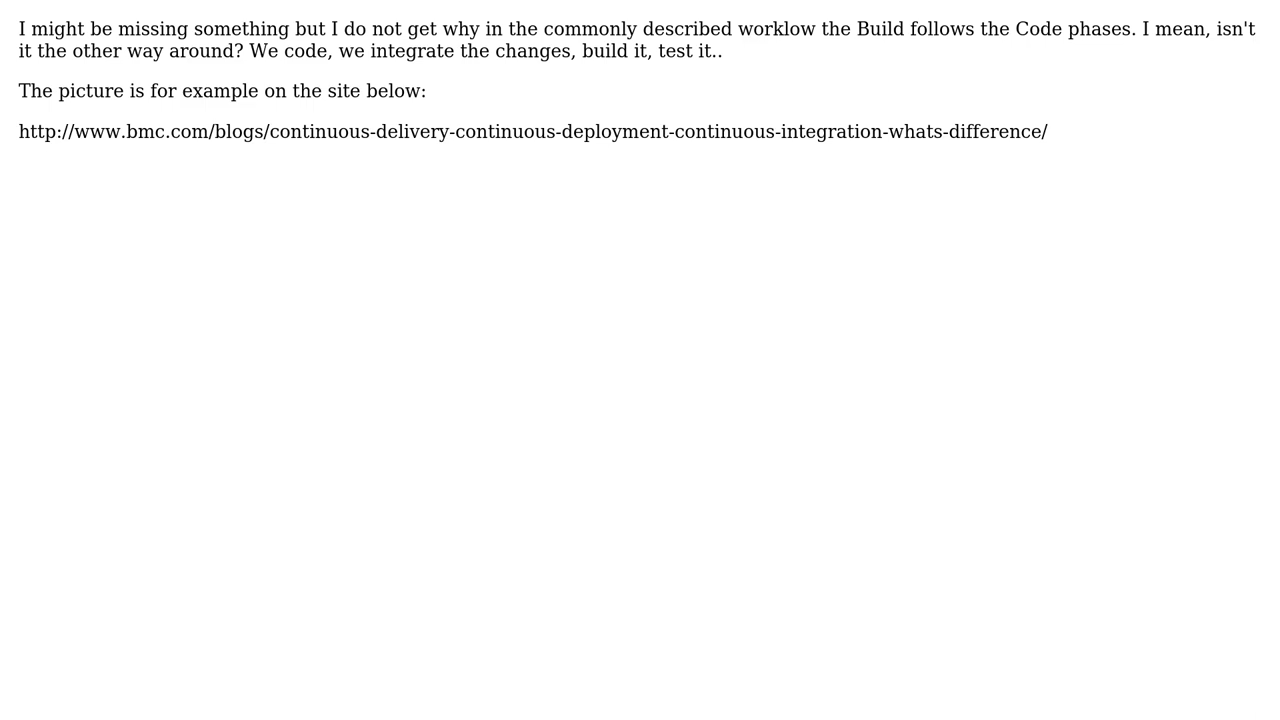 I might be missing something but I do not get why in the commonly described worklow the Build follows the Code phases. I mean, isn't
it the other way around? We code, we integrate the changes, build it, test it..
The picture is for example on the site below:
http://www.bmc.com/blogs/continuous-delivery-continuous-deployment-continuous-integration-whats-difference/